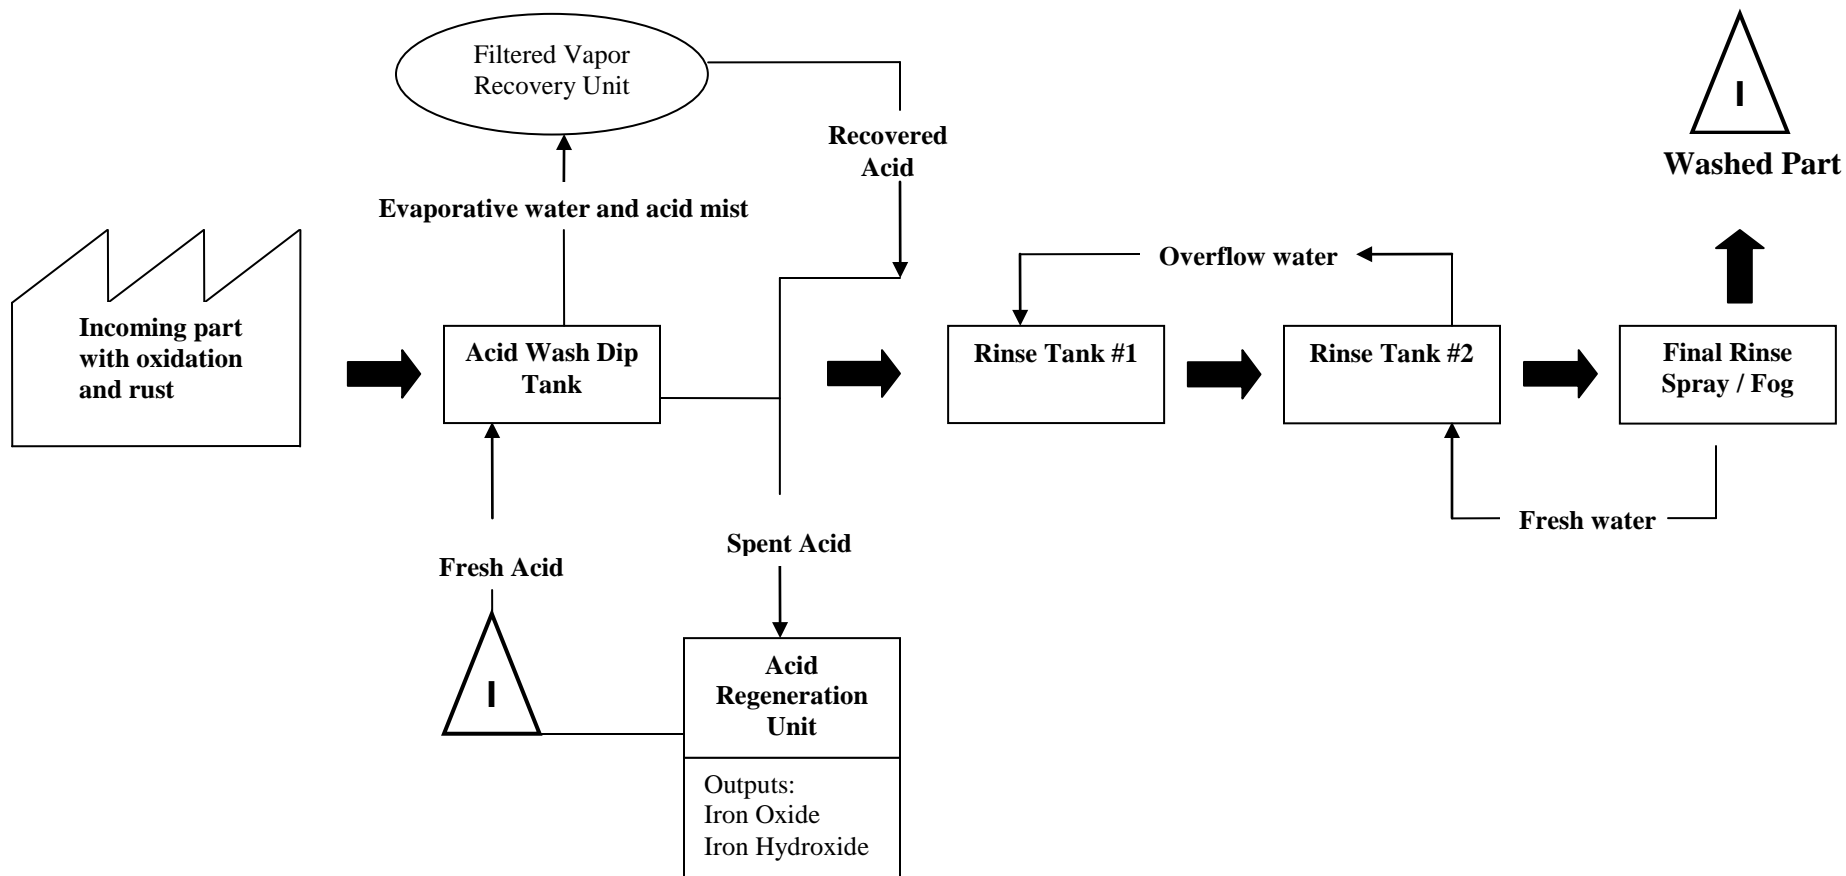 Filtered Vapor
Recovery Unit
Recovered
Acid
I
Washed Part
Evaporative water and acid mist
Overflow water
Incoming part
with oxidation
and rust
Acid Wash Dip
Tank
Rinse Tank #1
Rinse Tank #2
Final Rinse
Spray / Fog
Fresh Acid
Spent Acid
Fresh water
I
Acid
Regeneration
Unit
Outputs:
Iron Oxide
Iron Hydroxide